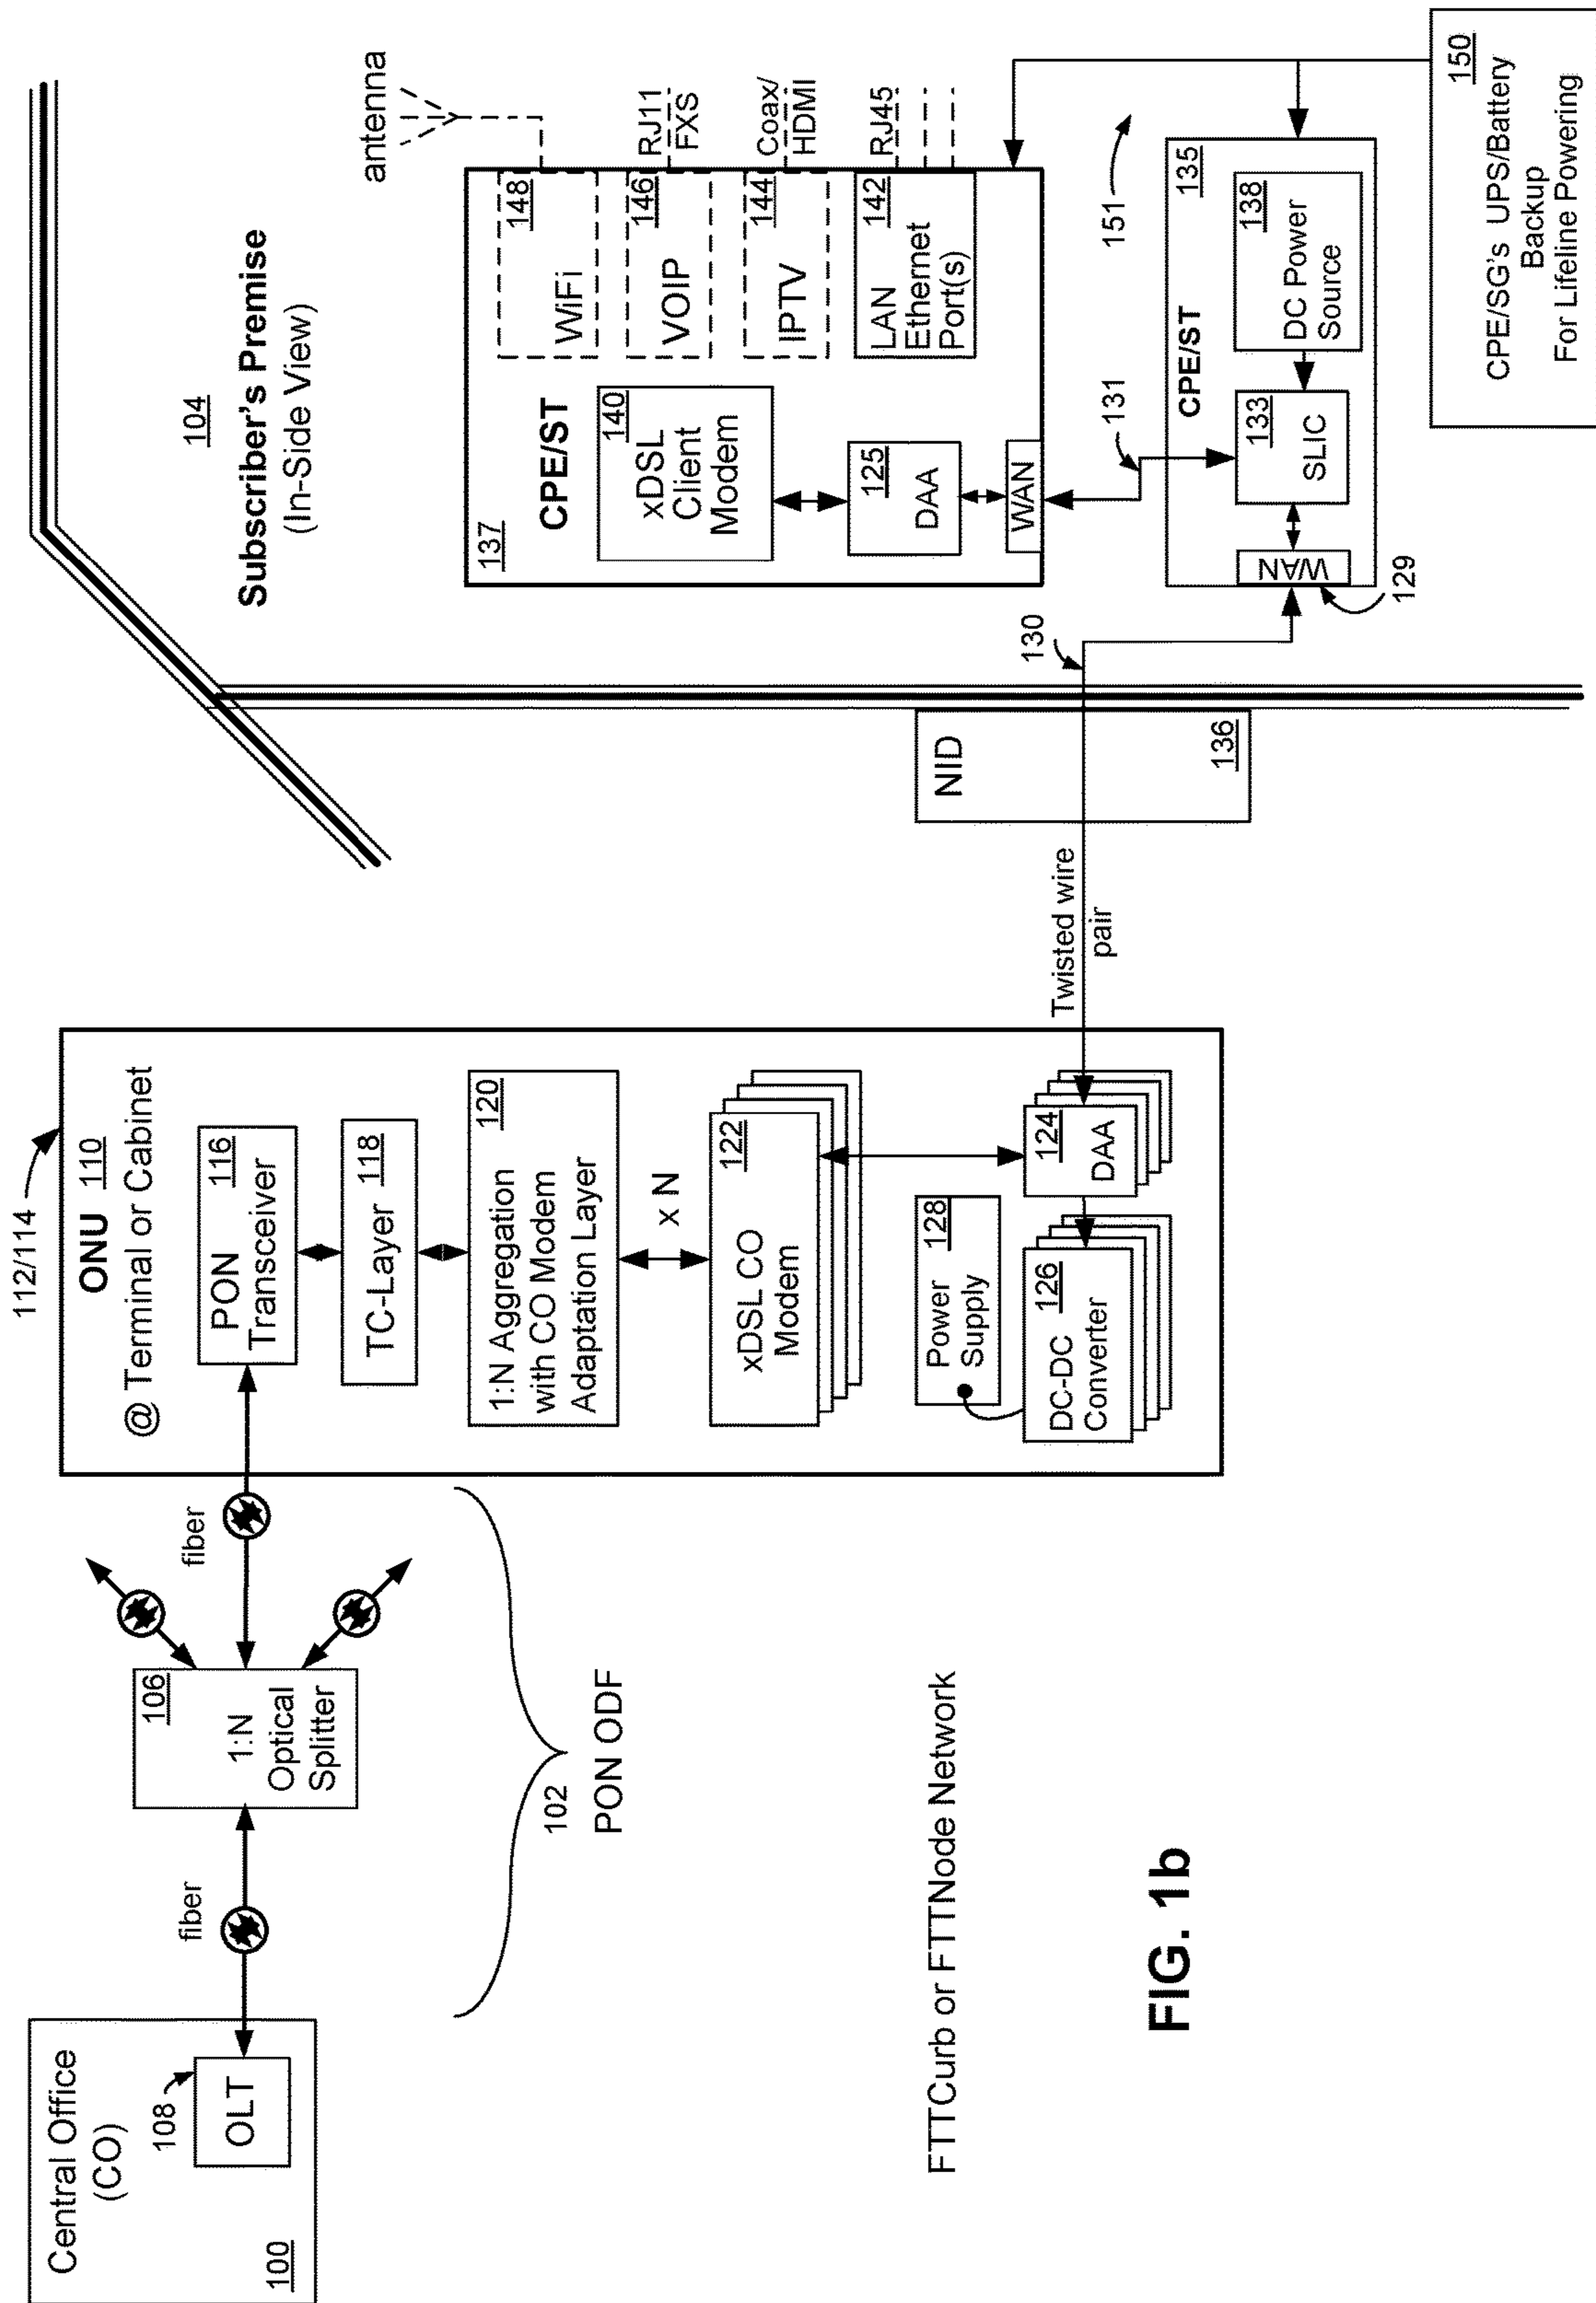 Central Office
(CO)
108
OLT
100
fiber
106
1:N
Optical
Splitter
fiber
102
PON ODF
112/114
ONU 110
@ Terminal or Cabinet
PON 116
Transceiver
TC-Layer 118
120
1:N Aggregation
with CO Modem
Adaptation Layer
x N
122
xDSL CO
Modem
Power 128
Supply
124
DAA
126
DC-DC
Converter
Twisted wire
pair
NID
136
130
104
Subscriber's Premise
(In-Side View)
antenna
137
CPE/ST
140
xDSL
Client
Modem
125
DAA
WAN
148
WiFi
146
VOIP
144
IPTV
142
LAN
Ethernet
Port(s)
RJ11
FXS
Coax/
HDMI
RJ45
131
151
CPE/ST
135
WAN
129
133
SLIC
138
DC Power
Source
150
CPE/SG's UPS/Battery
Backup
For Lifeline Powering
FTTCurb or FTTNode Network
FIG. 1b